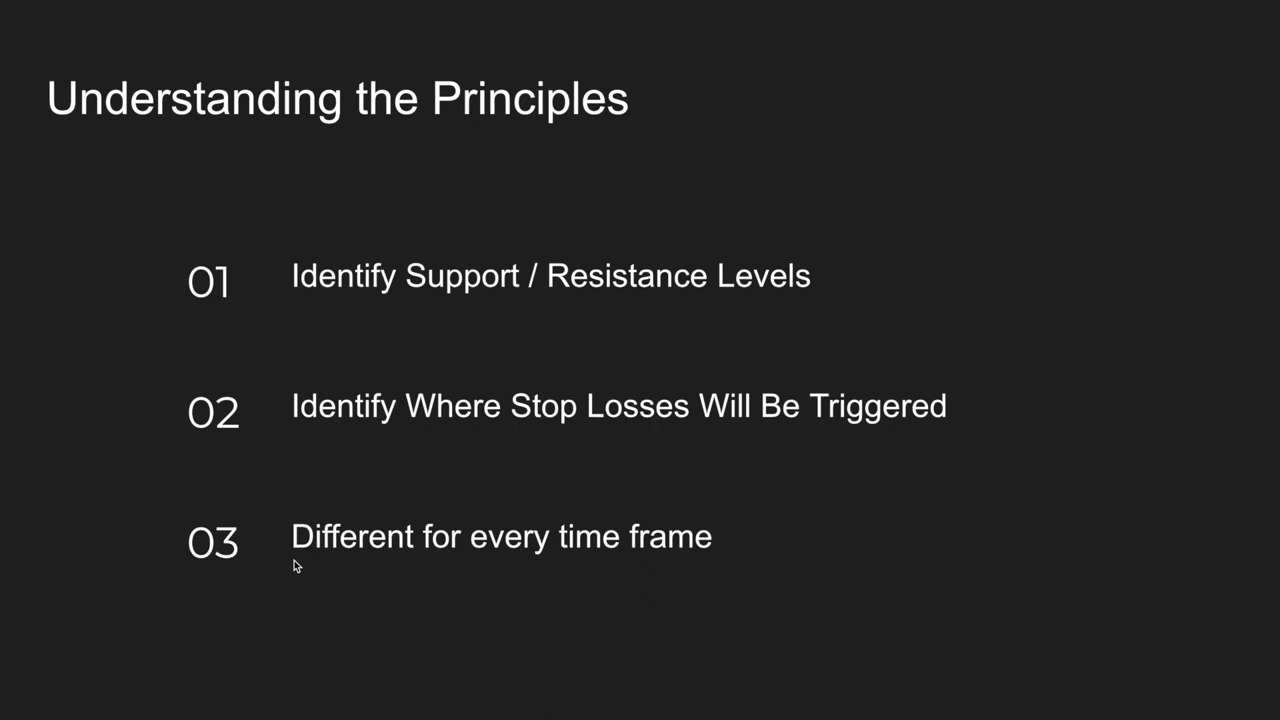 Understanding the Principles
01 Identify Support / Resistance Levels
02 Identify Where Stop Losses Will Be Triggered
03 Different for every time frame